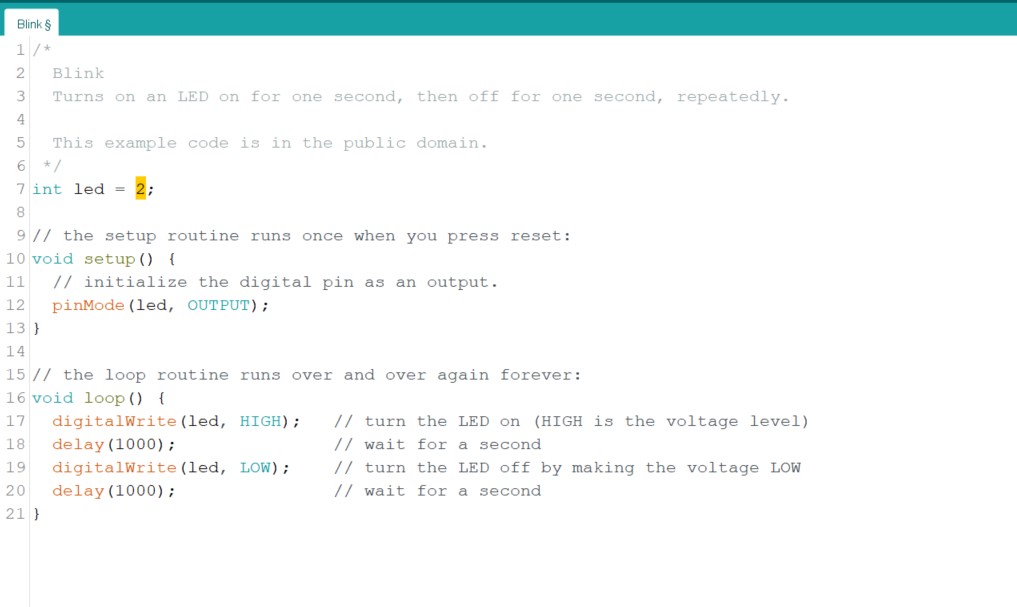 Blink §
1 /*
2   Blink
3   Turns on an LED on for one second, then off for one second, repeatedly.
4
5   This example code is in the public domain.
6  */
7 int led = 2;
8
9 // the setup routine runs once when you press reset:
10 void setup() {
11   // initialize the digital pin as an output.
12   pinMode(led, OUTPUT);
13 }
14
15 // the loop routine runs over and over again forever:
16 void loop() {
17   digitalWrite(led, HIGH);   // turn the LED on (HIGH is the voltage level)
18   delay(1000);               // wait for a second
19   digitalWrite(led, LOW);    // turn the LED off by making the voltage LOW
20   delay(1000);               // wait for a second
21 }